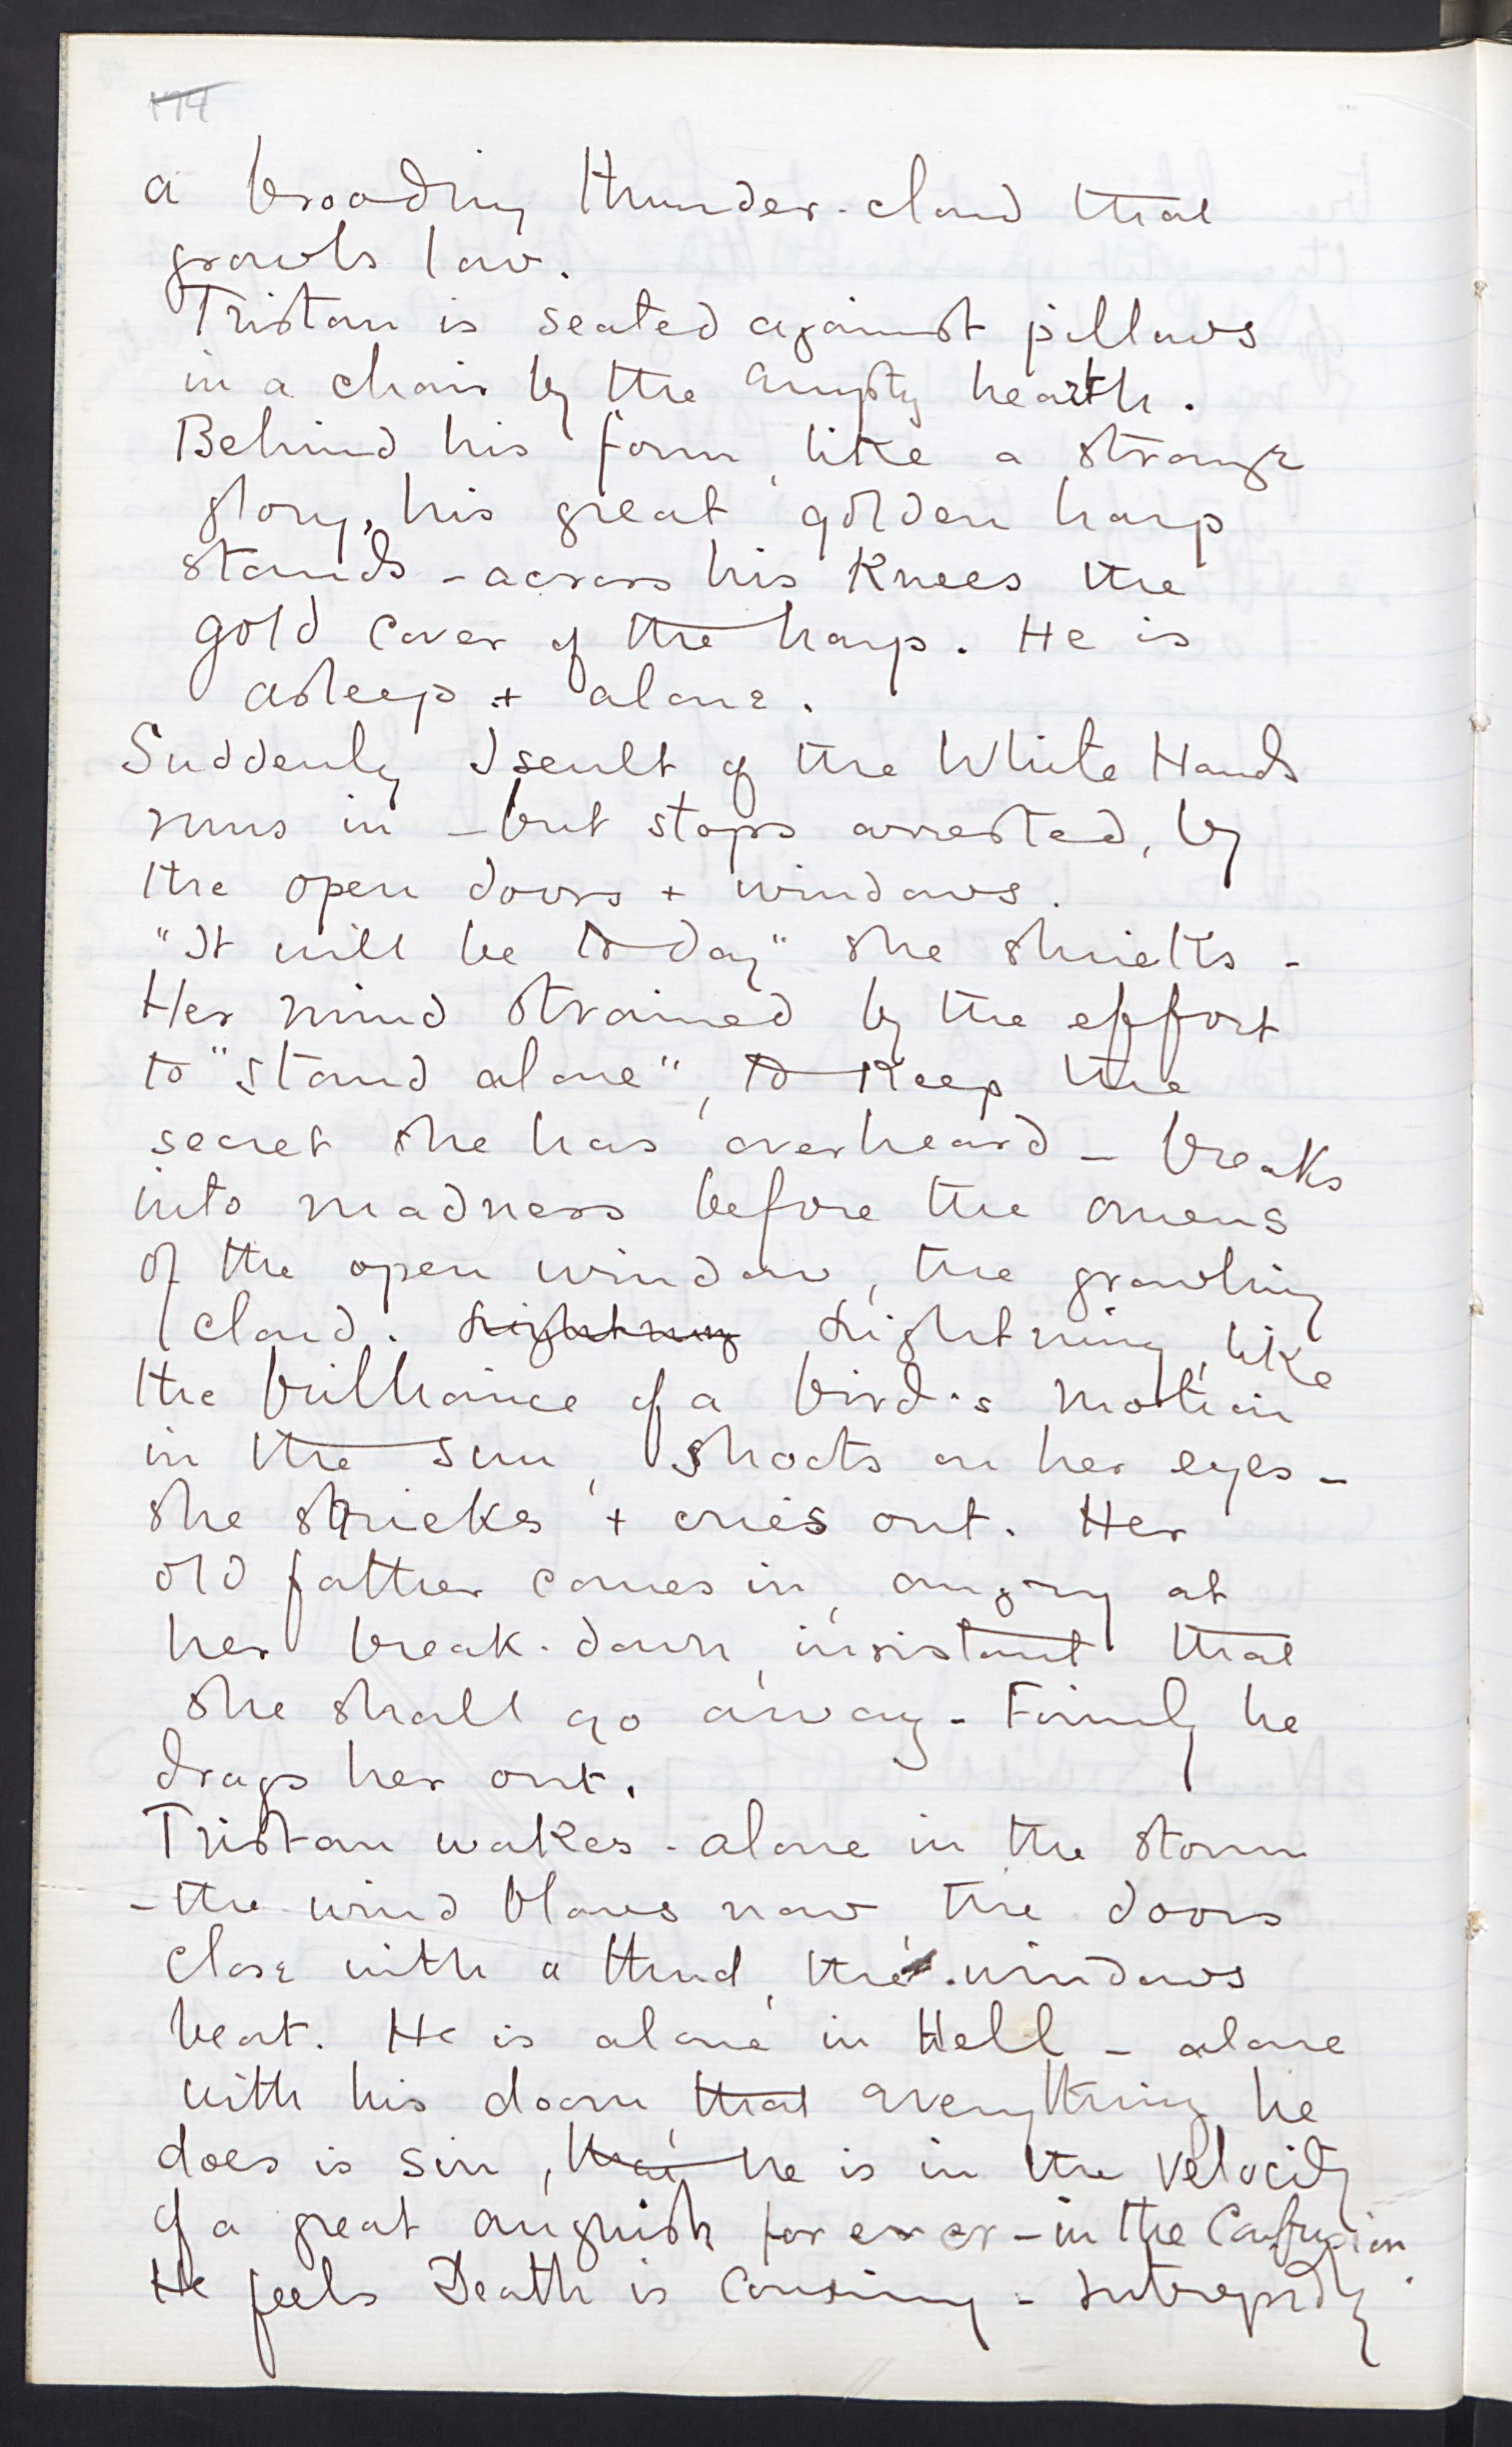 174
a brooding thunder-cloud that
growls low.
Tristan is seated against pillows
in a chair by the empty hearth.
Behind his form, like a strange
glory, his great golden harp
stands - across his Knees the
gold cover of the harp. He is
asleep + alone.
Suddenly Iseult of the White Hands
runs in - but stops arrested, by
the open doors + windows.
"It will be to day" she shrieks -
Her mind strained by the effort
to "stand alone", to Keep the
secret she has overheard - breaks
into madness before the omens
of the open window, the growling
cloud. Lightning Lightning, like
the brilliance of a bird's motion
in the sun, shoots on her eyes -
she shrieks + cries out. Her
old father comes in, angry at
her break-down, insistant that
she shall go away - Firmly he
drags her out.
Tristan wakes - alone in the storm
- the wind blows now the doors
close with a thud, the windows
beat. He is alone in Hell - alone
with his doom, that everything he
does is sin, that he is in the velocity
of a great anguish for ever - in the Confusion.
He feels Death is coming - Intrepidly